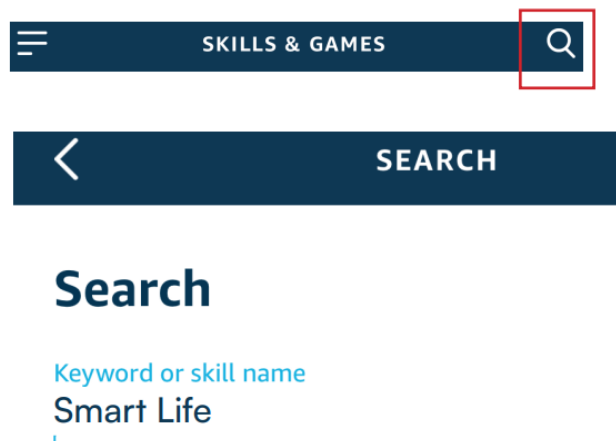 SKILLS & GAMES
SEARCH
Search
Keyword or skill name
Smart Life